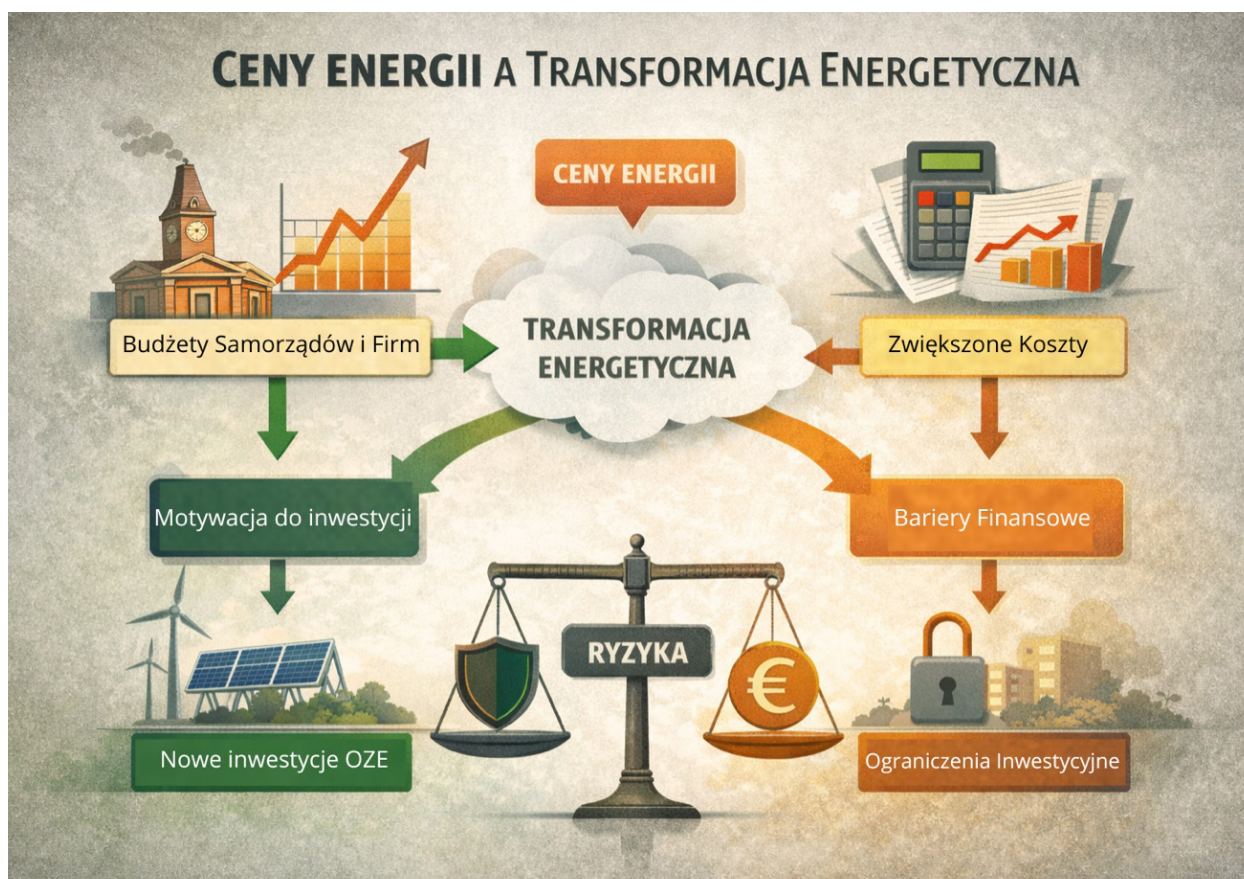 CENY ENERGII A TRANSFORMACJA ENERGETYCZNA
CENY ENERGII
Budżety Samorządów i Firm
TRANSFORMACJA
ENERGETYCZNA
Zwiększone Koszty
Motywacja do inwestycji
Bariery Finansowe
RYZYKA
€
Nowe inwestycje OZE
Ograniczenia Inwestycyjne